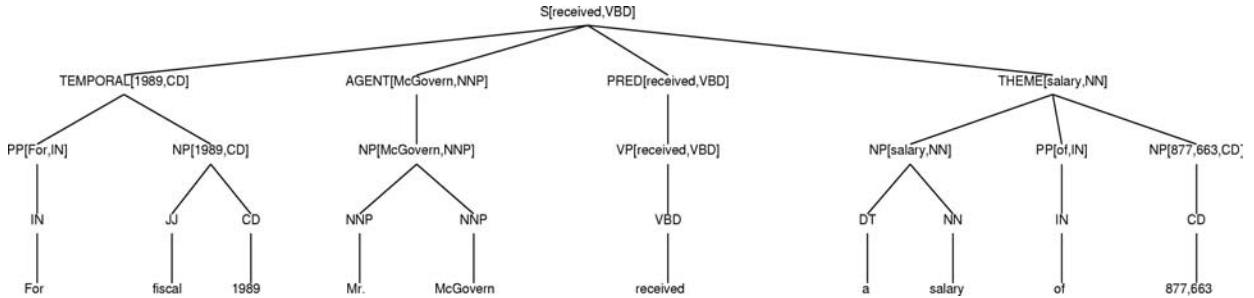 S[received,VBD]
TEMPORAL[1989,CD] AGENT[McGovern,NNP] PRED[received,VBD] THEME[salary,NN]
PP[For,IN] NP[1989,CD] NP[McGovern,NNP] VP[received,VBD] NP[salary,NN] PP[of,IN] NP[877,663,CD]
IN JJ CD NNP NNP VBD DT NN IN CD
For fiscal 1989 Mr. McGovern received a salary of 877,663